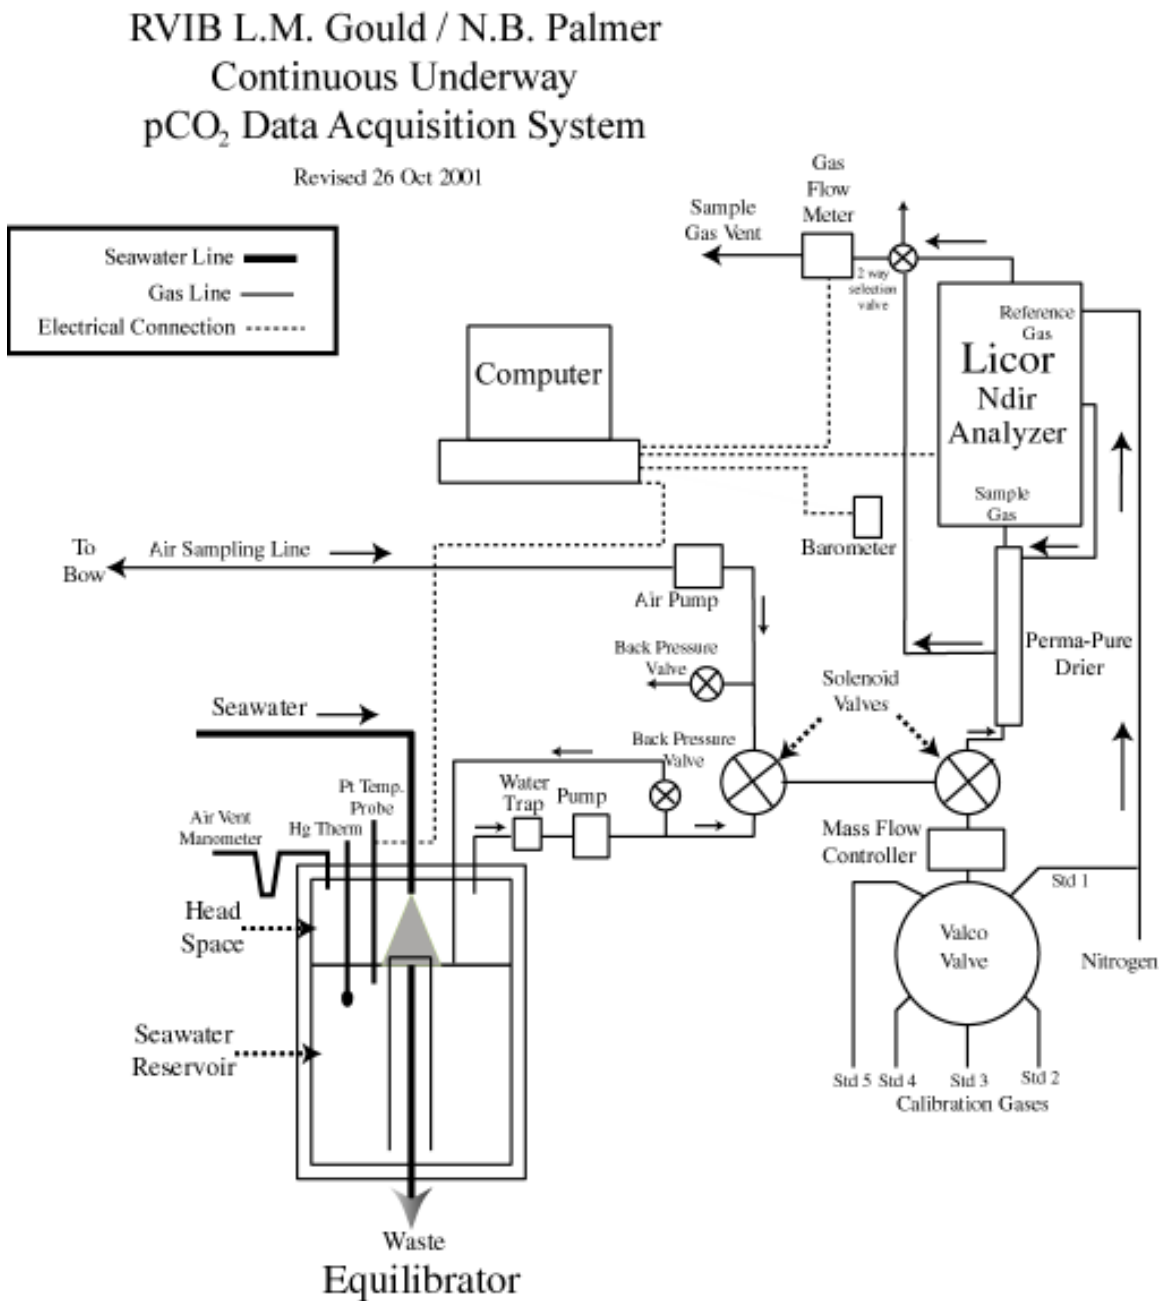 RVIB L.M. Gould / N.B. Palmer
Continuous Underway
pCO₂ Data Acquisition System
Revised 26 Oct 2001
Seawater Line
Gas Line
Electrical Connection
Gas
Flow
Meter
Sample
Gas Vent
2 way
selection
valve
Reference
Gas
Licor
Ndir
Analyzer
Sample
Gas
Computer
Barometer
To
Bow
Air Sampling Line
Air Pump
Perma-Pure
Drier
Back Pressure
Valve
Solenoid
Valves
Seawater
Back Pressure
Valve
Water
Trap
Pump
Pt Temp.
Probe
Hg Therm
Air Vent
Manometer
Mass Flow
Controller
Std 1
Head
Space
Valco
Valve
Nitrogen
Seawater
Reservoir
Std 5
Std 4
Std 3
Std 2
Calibration Gases
Waste
Equilibrator